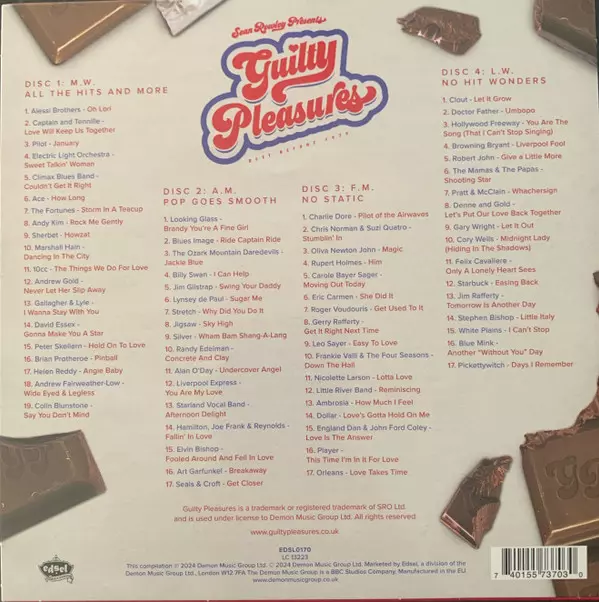 Sean Rowley Presents
Guilty
Pleasures
BEST BEFORE 1979
DISC 1: M.W.
ALL THE HITS AND MORE
1. Alessi Brothers - Oh Lori
2. Captain and Tennille -
Love Will Keep Us Together
3. Pilot - January
4. Electric Light Orchestra -
Sweet Talkin' Woman
5. Climax Blues Band -
Couldn't Get It Right
6. Ace - How Long
7. The Fortunes - Storm In A Teacup
8. Andy Kim - Rock Me Gently
9. Sherbet - Howzat
10. Marshall Hain -
Dancing In The City
11. 10cc - The Things We Do For Love
12. Andrew Gold -
Never Let Her Slip Away
13. Gallagher & Lyle -
I Wanna Stay With You
14. David Essex -
Gonna Make You A Star
15. Peter Skellern - Hold On To Love
16. Brian Protheroe - Pinball
17. Helen Reddy - Angie Baby
18. Andrew Fairweather-Low -
Wide Eyed & Legless
19. Colin Blunstone -
Say You Don't Mind
DISC 2: A.M.
POP GOES SMOOTH
1. Looking Glass -
Brandy You're A Fine Girl
2. Blues Image - Ride Captain Ride
3. The Ozark Mountain Daredevils -
Jackie Blue
4. Billy Swan - I Can Help
5. Jim Gilstrap - Swing Your Daddy
6. Lynsey de Paul - Sugar Me
7. Stretch - Why Did You Do It
8. Jigsaw - Sky High
9. Silver - Wham Bam Shang-A-Lang
10. Randy Edelman -
Concrete And Clay
11. Alan O'Day - Undercover Angel
12. Liverpool Express -
You Are My Love
13. Starland Vocal Band -
Afternoon Delight
14. Hamilton, Joe Frank & Reynolds -
Fallin' In Love
15. Elvin Bishop -
Fooled Around And Fell In Love
16. Art Garfunkel - Breakaway
17. Seals & Croft - Get Closer
DISC 3: F.M.
NO STATIC
1. Charlie Dore - Pilot of the Airwaves
2. Chris Norman & Suzi Quatro -
Stumblin' In
3. Oliva Newton John - Magic
4. Rupert Holmes - Him
5. Carole Bayer Sager -
Moving Out Today
6. Eric Carmen - She Did It
7. Roger Voudouris - Get Used To It
8. Gerry Rafferty -
Get It Right Next Time
9. Leo Sayer - Easy To Love
10. Frankie Valli & The Four Seasons -
Down The Hall
11. Nicolette Larson - Lotta Love
12. Little River Band - Reminiscing
13. Ambrosia - How Much I Feel
14. Dollar - Love's Gotta Hold On Me
15. England Dan & John Ford Coley -
Love Is The Answer
16. Player -
This Time I'm In It For Love
17. Orleans - Love Takes Time
DISC 4: L.W.
NO HIT WONDERS
1. Clout - Let It Grow
2. Doctor Father - Umbopo
3. Hollywood Freeway - You Are The
Song (That I Can't Stop Singing)
4. Browning Bryant - Liverpool Fool
5. Robert John - Give a Little More
6. The Mamas & The Papas -
Shooting Star
7. Pratt & McClain - Whachersign
8. Denne and Gold -
Let's Put Our Love Back Together
9. Gary Wright - Let It Out
10. Cory Wells - Midnight Lady
(Hiding In The Shadows)
11. Felix Cavaliere -
Only A Lonely Heart Sees
12. Starbuck - Easing Back
13. Jim Rafferty -
Tomorrow Is Another Day
14. Stephen Bishop - Little Italy
15. White Plains - I Can't Stop
16. Blue Mink -
Another "Without You" Day
17. Pickettywitch - Days I Remember
Guilty Pleasures is a trademark or registered trademark of SRO Ltd.
and is used under license to Demon Music Group Ltd. All rights reserved
www.guiltypleasures.co.uk
EDSL0170
LC 13223
This compilation ℗ 2024 Demon Music Group Ltd. © 2024 Demon Music Group Ltd. Marketed by Edsel, a division of the
Demon Music Group Ltd., London W12 7FA The Demon Music Group is a BBC Studios Company. Manufactured in the EU.
www.demonmusicgroup.co.uk
edsel
7 40155 73703 0